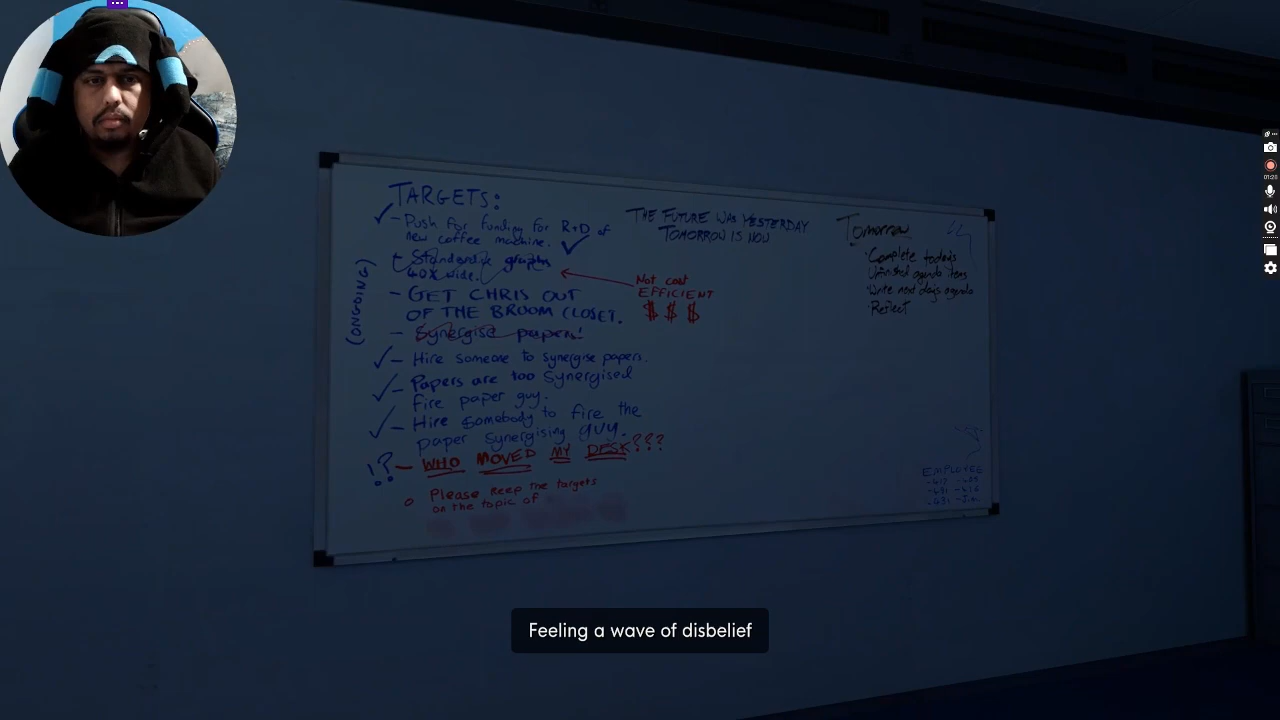 TARGETS:
- Push for funding for R+D of
new coffee machine.
- Standardise graphs
40x wide.
- GET CHRIS OUT
OF THE BROOM CLOSET.
- Synergise papers!
- Hire someone to synergise papers.
- Papers are too synergised
fire paper guy.
- Hire somebody to fire the
paper synergising guy.
!? - WHO MOVED MY DESK???
Please keep the targets
on the topic of
(ONGOING)
THE FUTURE WAS YESTERDAY
TOMORROW IS NOW
Not cost
EFFICIENT
$ $ $
Tomorrow
Complete today's
Unfinished agenda items
Write next day's agenda
Reflect
EMPLOYEE
Feeling a wave of disbelief
01:28